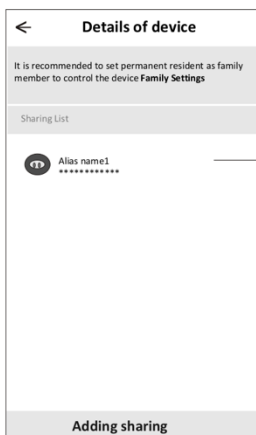 Details of device
It is recommended to set permanent resident as family
member to control the device Family Settings
Sharing List
Alias name1
************
Adding sharing